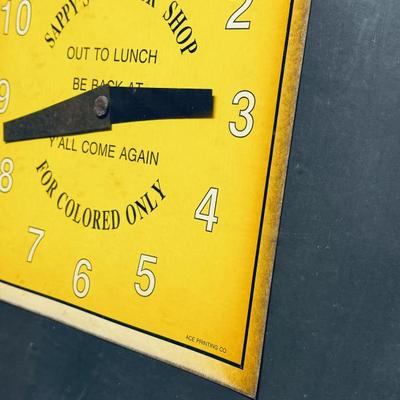 SAPPY'S SHOP
OUT TO LUNCH
BE BACK AT
Y'ALL COME AGAIN
FOR COLORED ONLY
10
2
9
3
8
4
7
6
5
ACE PRINTING CO